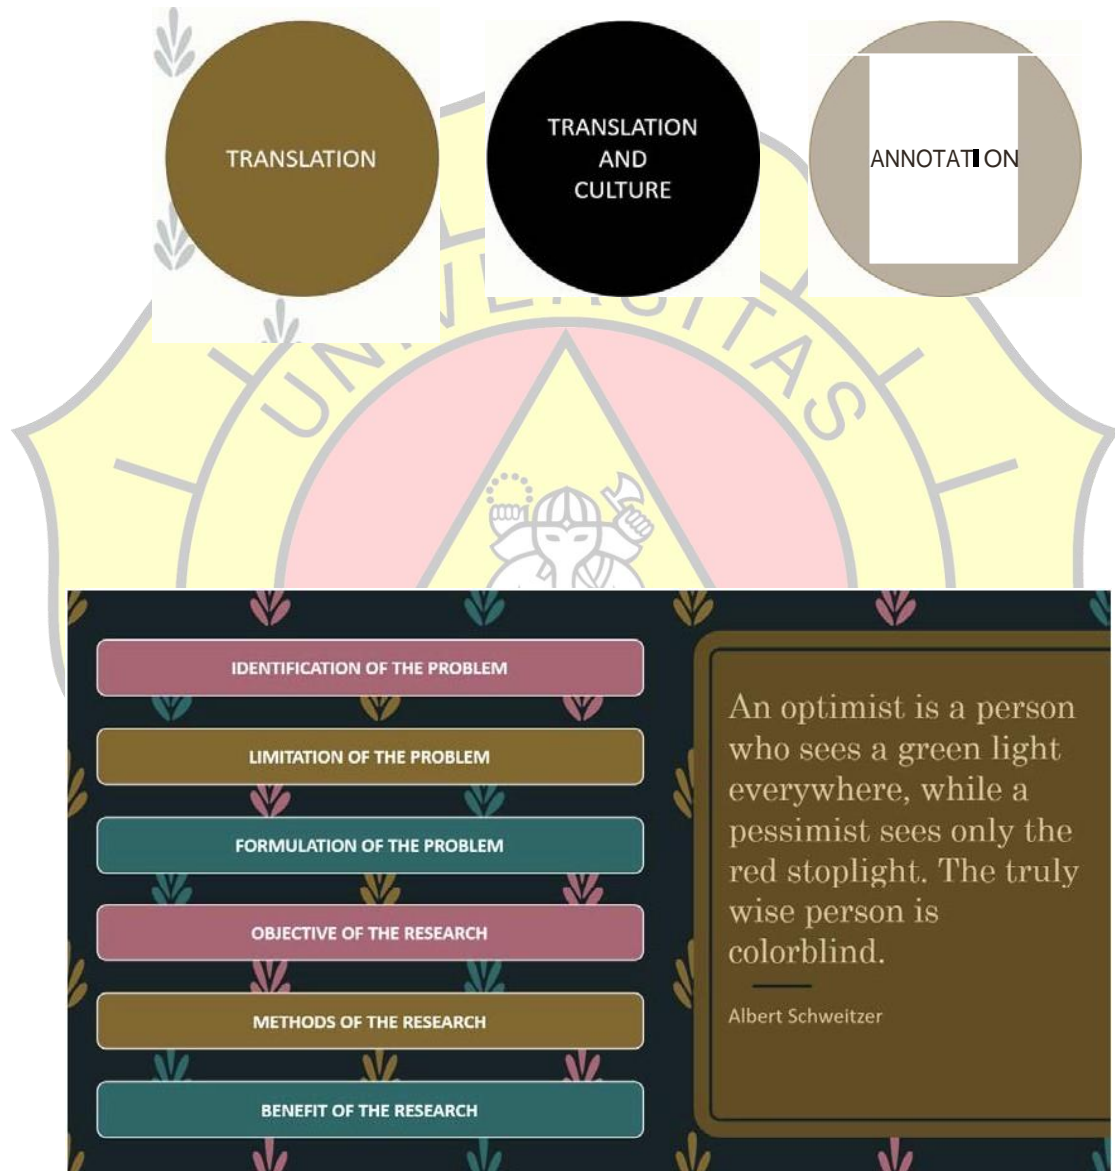 TRANSLATION
TRANSLATION
AND
CULTURE
ANNOTATION
UNIVERSITAS
IDENTIFICATION OF THE PROBLEM
LIMITATION OF THE PROBLEM
FORMULATION OF THE PROBLEM
OBJECTIVE OF THE RESEARCH
METHODS OF THE RESEARCH
BENEFIT OF THE RESEARCH
An optimist is a person
who sees a green light
everywhere, while a
pessimist sees only the
red stoplight. The truly
wise person is
colorblind.
Albert Schweitzer